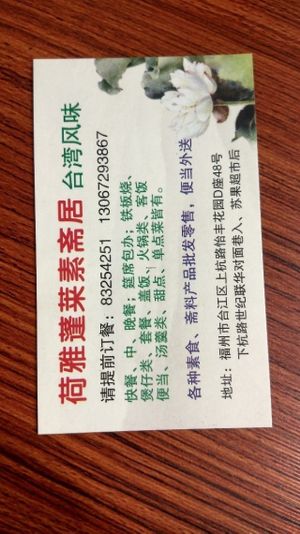 荷雅蓬莱素斋居 台湾风味
请提前订餐：83254251 13067293867
快餐、中、晚餐；筵席包办；铁板烧、
煲仔类、套餐、盖饭、火锅类、客饭
便当、汤羹类、甜点、单点菜皆有。
各种素食、斋料产品批发零售，便当外送
地址：福州市台江区上杭路怡丰花园D座48号
下杭路世纪联华对面巷入、苏果超市后